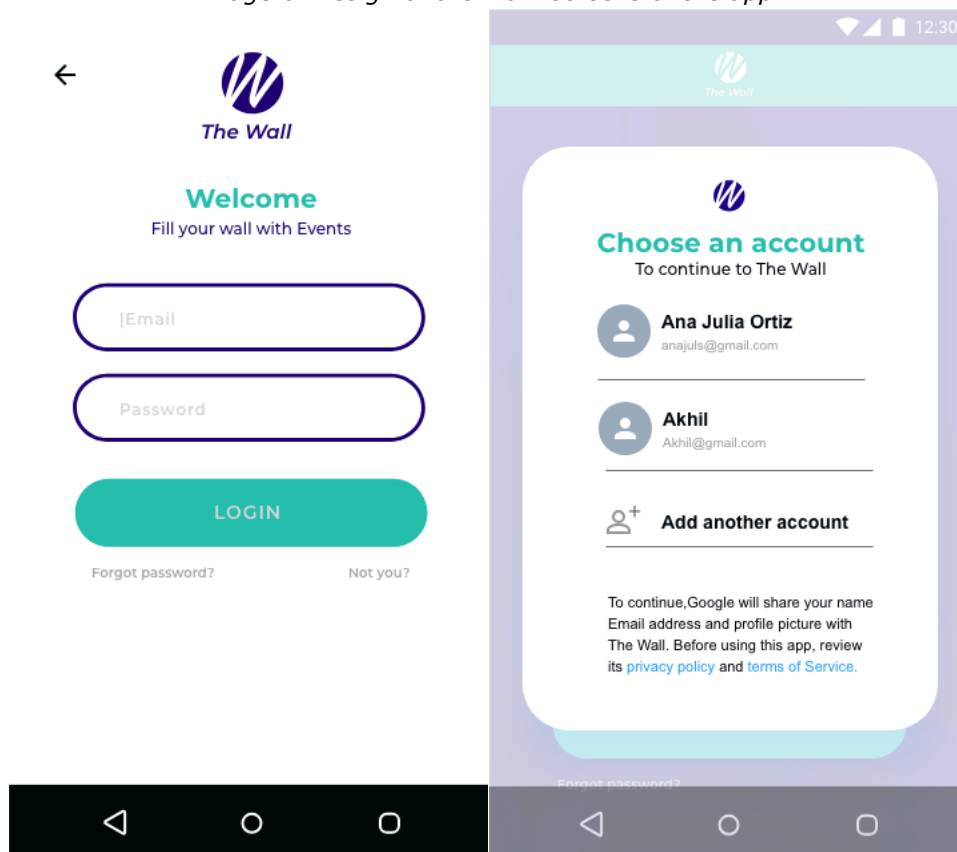 The Wall
Welcome
Fill your wall with Events
|Email
Password
LOGIN
Forgot password?
Not you?
12:30
The Wall
Choose an account
To continue to The Wall
Ana Julia Ortiz
anajuls@gmail.com
Akhil
Akhil@gmail.com
Add another account
To continue,Google will share your name
Email address and profile picture with
The Wall. Before using this app, review
its privacy policy and terms of Service.
Forgot password?